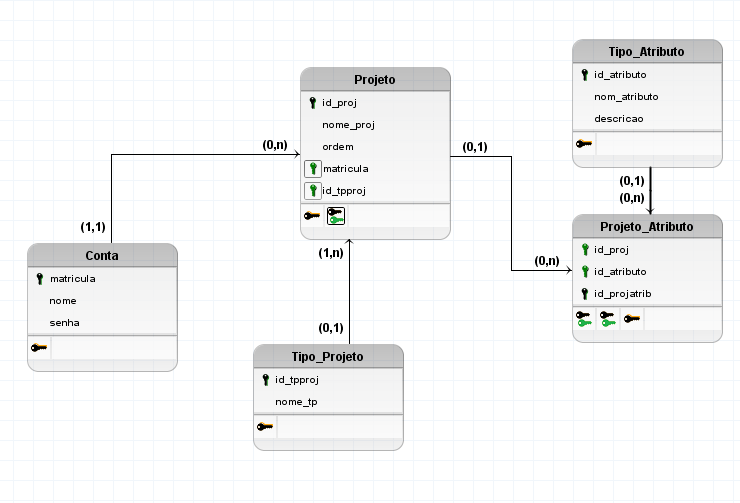 Tipo_Atributo
id_atributo
nom_atributo
descricao
Projeto
id_proj
nome_proj
ordem
matricula
id_tpproj
(0,n)
(0,1)
(0,1)
(0,n)
(1,1)
Projeto_Atributo
id_proj
id_atributo
id_projatrib
(0,n)
Conta
matricula
nome
senha
(1,n)
(0,1)
Tipo_Projeto
id_tpproj
nome_tp